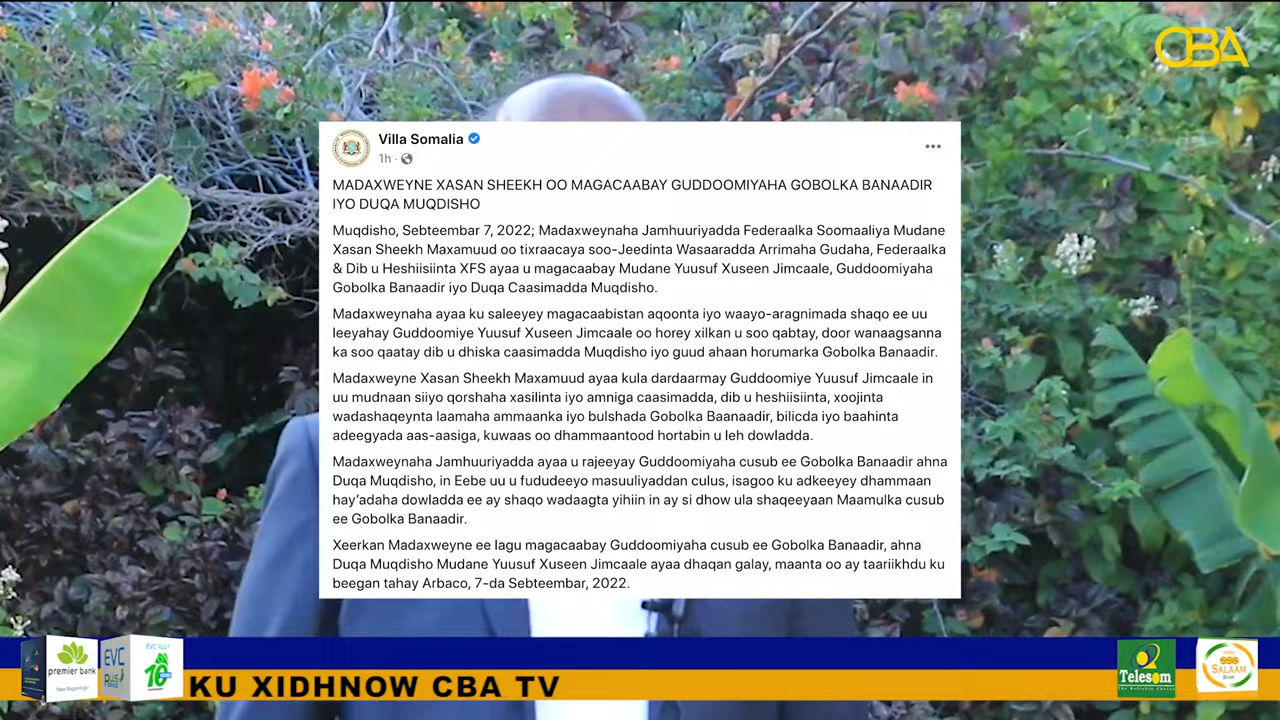 CBA
Villa Somalia
1h
MADAXWEYNE XASAN SHEEKH OO MAGACAABAY GUDDOOMIYAHA GOBOLKA BANAADIR
IYO DUQA MUQDISHO
Muqdisho, Sebteembar 7, 2022; Madaxweynaha Jamhuuriyadda Federaalka Soomaaliya Mudane
Xasan Sheekh Maxamuud oo tixraacaya soo-Jeedinta Wasaaradda Arrimaha Gudaha, Federaalka
& Dib u Heshiisiinta XFS ayaa u magacaabay Mudane Yuusuf Xuseen Jimcaale, Guddoomiyaha
Gobolka Banaadir iyo Duqa Caasimadda Muqdisho.
Madaxweynaha ayaa ku saleeyey magacaabistan aqoonta iyo waayo-aragnimada shaqo ee uu
leeyahay Guddoomiye Yuusuf Xuseen Jimcaale oo horey xilkan u soo qabtay, door wanaagsanna
ka soo qaatay dib u dhiska caasimadda Muqdisho iyo guud ahaan horumarka Gobolka Banaadir.
Madaxweyne Xasan Sheekh Maxamuud ayaa kula dardaarmay Guddoomiye Yuusuf Jimcaale in
uu mudnaan siiyo qorshaha xasilinta iyo amniga caasimadda, dib u heshiisiinta, xoojinta
wadashaqeynta laamaha ammaanka iyo bulshada Gobolka Baanaadir, bilicda iyo baahinta
adeegyada aas-aasiga, kuwaas oo dhammaantood hortabin u leh dowladda.
Madaxweynaha Jamhuuriyadda ayaa u rajeeyay Guddoomiyaha cusub ee Gobolka Banaadir ahna
Duqa Muqdisho, in Eebe uu u fududeeyo masuuliyaddan culus, isagoo ku adkeeyey dhammaan
hay'adaha dowladda ee ay shaqo wadaagta yihiin in ay si dhow ula shaqeeyaan Maamulka cusub
ee Gobolka Banaadir.
Xeerkan Madaxweyne ee lagu magacaabay Guddoomiyaha cusub ee Gobolka Banaadir, ahna
Duqa Muqdisho Mudane Yuusuf Xuseen Jimcaale ayaa dhaqan galay, maanta oo ay taariikhdu ku
beegan tahay Arbaco, 7-da Sebteembar, 2022.
premier bank
EVC
plus
EVC Plus
10
KU XIDHNOW CBA TV
Telesom
SALAAM
BANK